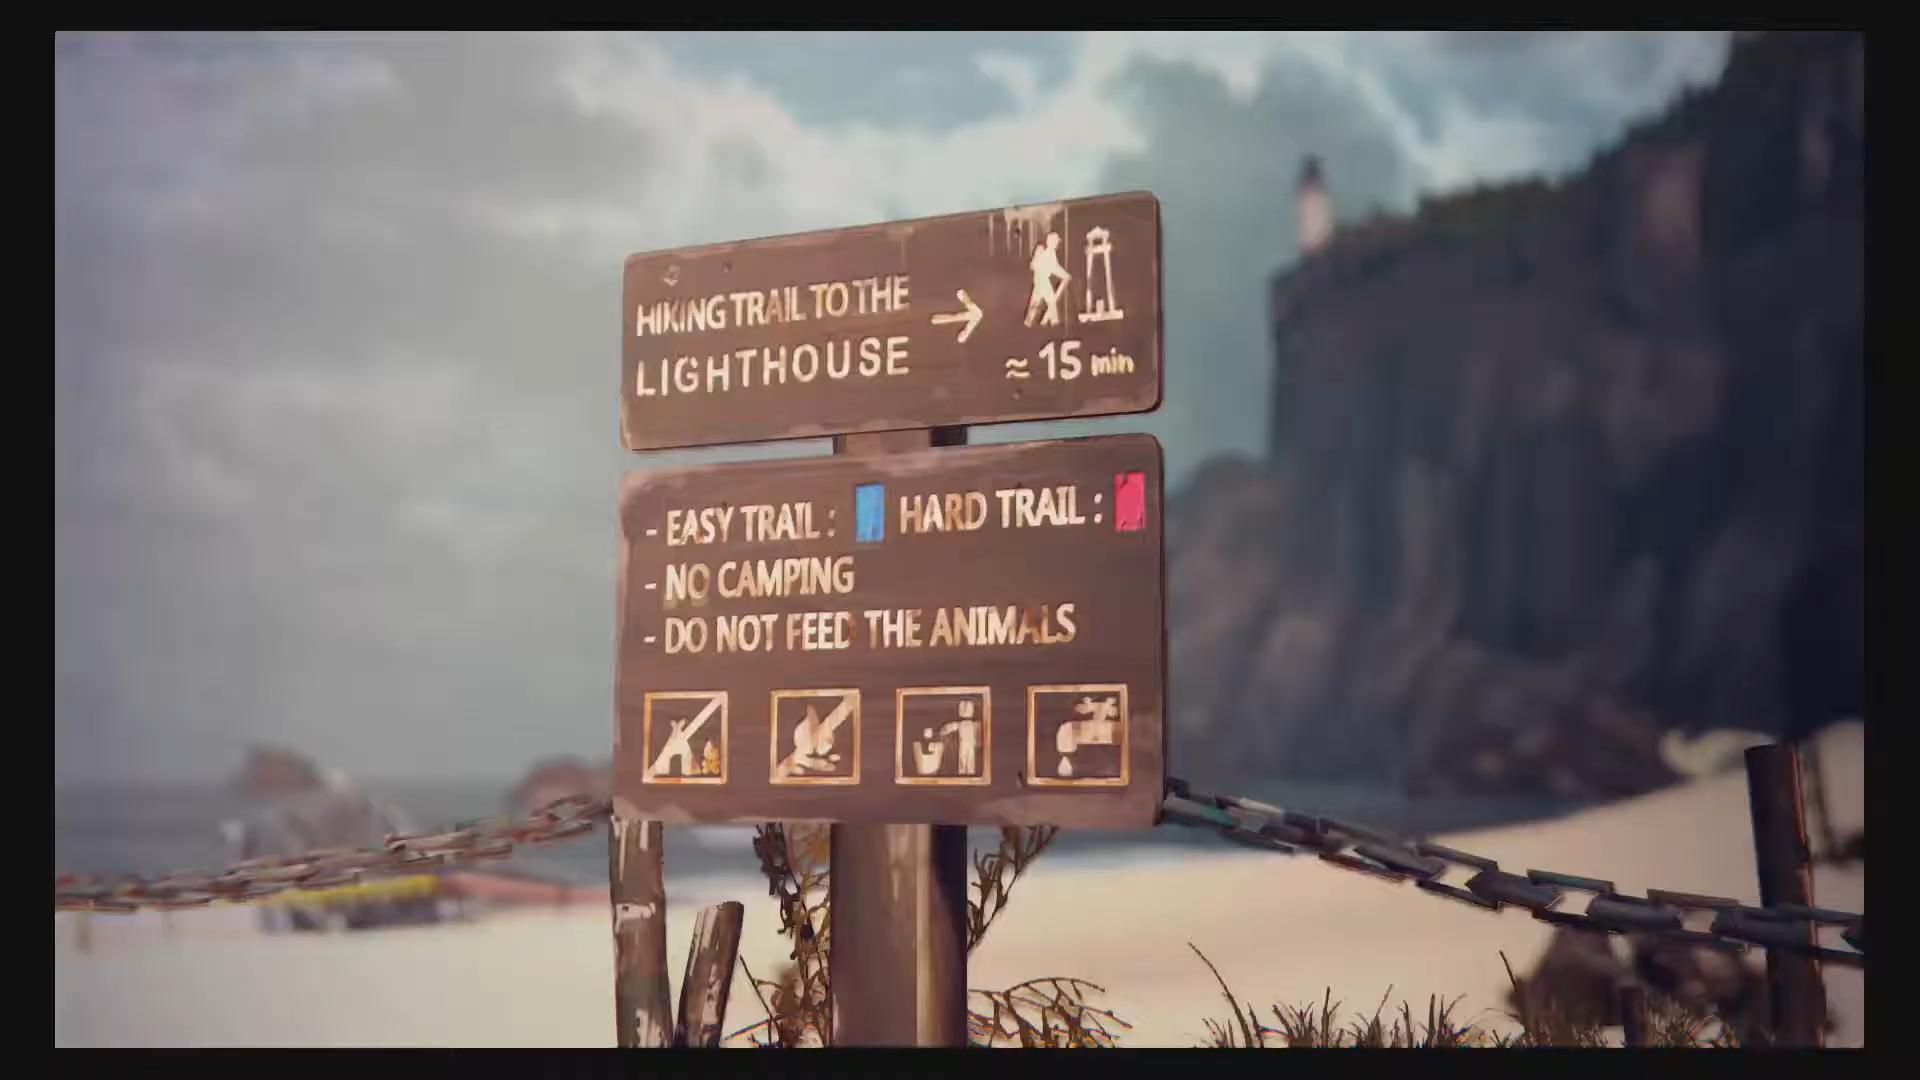 HIKING TRAIL TO THE
LIGHTHOUSE →
≈ 15 min
- EASY TRAIL : HARD TRAIL :
- NO CAMPING
- DO NOT FEED THE ANIMALS